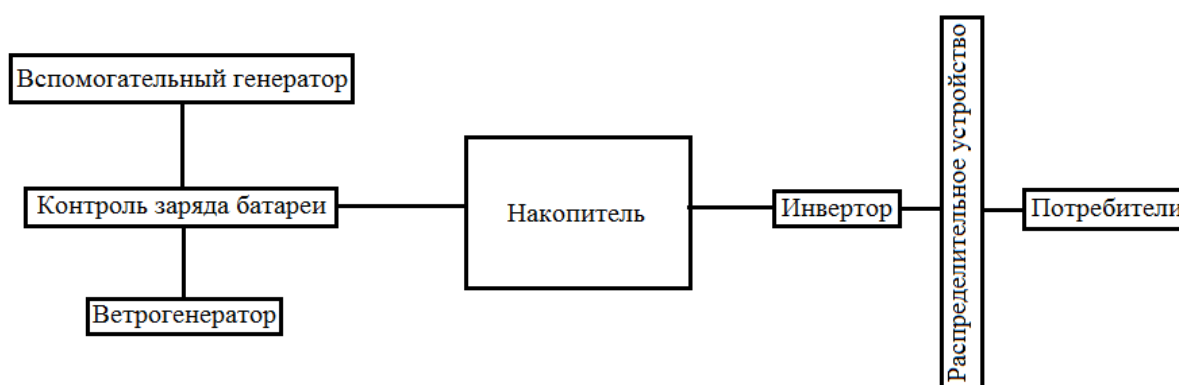 Вспомогательный генератор
Контроль заряда батареи
Ветрогенератор
Накопитель
Инвертор
Распределительное устройство
Потребители